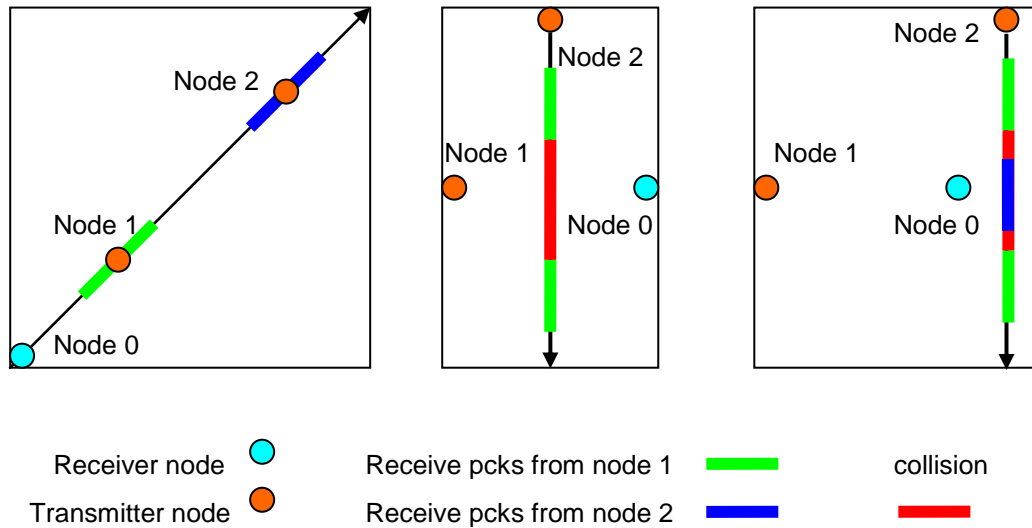 Node 2
Node 1
Node 0
Node 2
Node 1
Node 0
Node 2
Node 1
Node 0
Receiver node
Receive pcks from node 1
collision
Transmitter node
Receive pcks from node 2